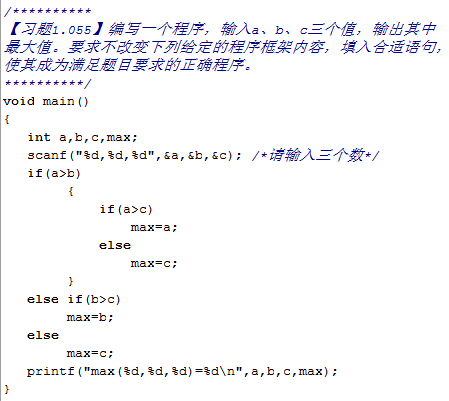 /**********
【习题1.055】编写一个程序，输入a、b、c三个值，输出其中
最大值。要求不改变下列给定的程序框架内容，填入合适语句，
使其成为满足题目要求的正确程序。
**********/
void main()
{
   int a,b,c,max;
   scanf("%d,%d,%d",&a,&b,&c); /*请输入三个数*/
   if(a>b)
        {
            if(a>c)
                max=a;
            else
                max=c;
        }
   else if(b>c)
        max=b;
   else
        max=c;
   printf("max(%d,%d,%d)=%d\n",a,b,c,max);
}